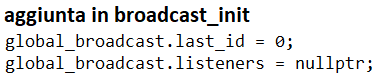 aggiunta in broadcast_init
global_broadcast.last_id = 0;
global_broadcast.listeners = nullptr;